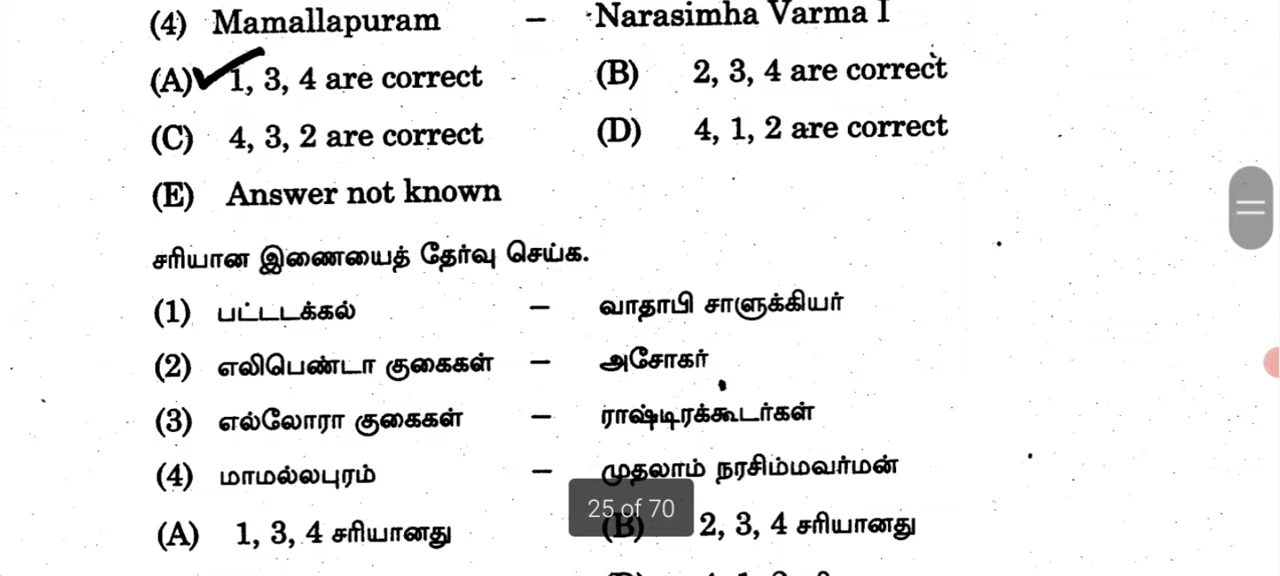 (4) Mamallapuram – Narasimha Varma I
(A) 1, 3, 4 are correct (B) 2, 3, 4 are correct
(C) 4, 3, 2 are correct (D) 4, 1, 2 are correct
(E) Answer not known
சரியான இணையைத் தேர்வு செய்க.
(1) பட்டடக்கல் – வாதாபி சாளுக்கியர்
(2) எலிபெண்டா குகைகள் – அசோகர்
(3) எல்லோரா குகைகள் – ராஷ்டிரக்கூடர்கள்
(4) மாமல்லபுரம் – முதலாம் நரசிம்மவர்மன்
25 of 70
(A) 1, 3, 4 சரியானது (B) 2, 3, 4 சரியானது